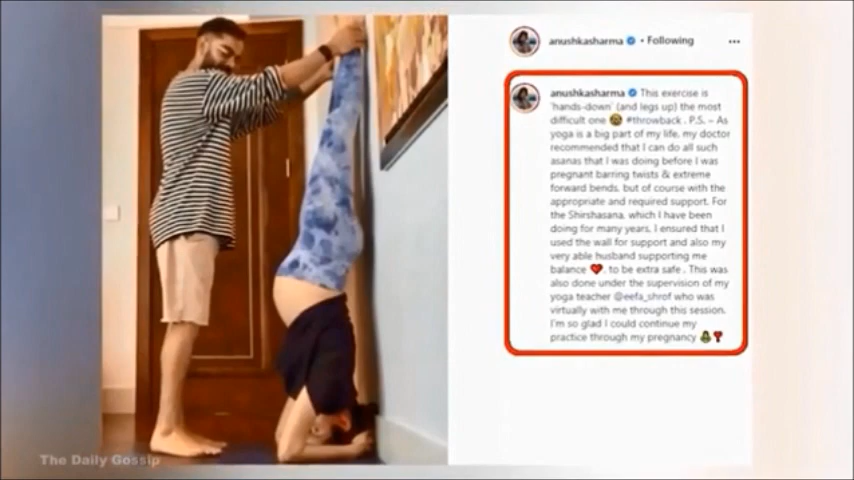 anushkasharma • Following
anushkasharma This exercise is
'hands-down' (and legs up) the most
difficult one #throwback . P.S. – As
yoga is a big part of my life, my doctor
recommended that I can do all such
asanas that I was doing before I was
pregnant barring twists & extreme
forward bends, but of course with the
appropriate and required support. For
the Shirshasana, which I have been
doing for many years, I ensured that I
used the wall for support and also my
very able husband supporting me
balance ❤️, to be extra safe . This was
also done under the supervision of my
yoga teacher @eefa_shrof who was
virtually with me through this session.
I'm so glad I could continue my
practice through my pregnancy
The Daily Gossip